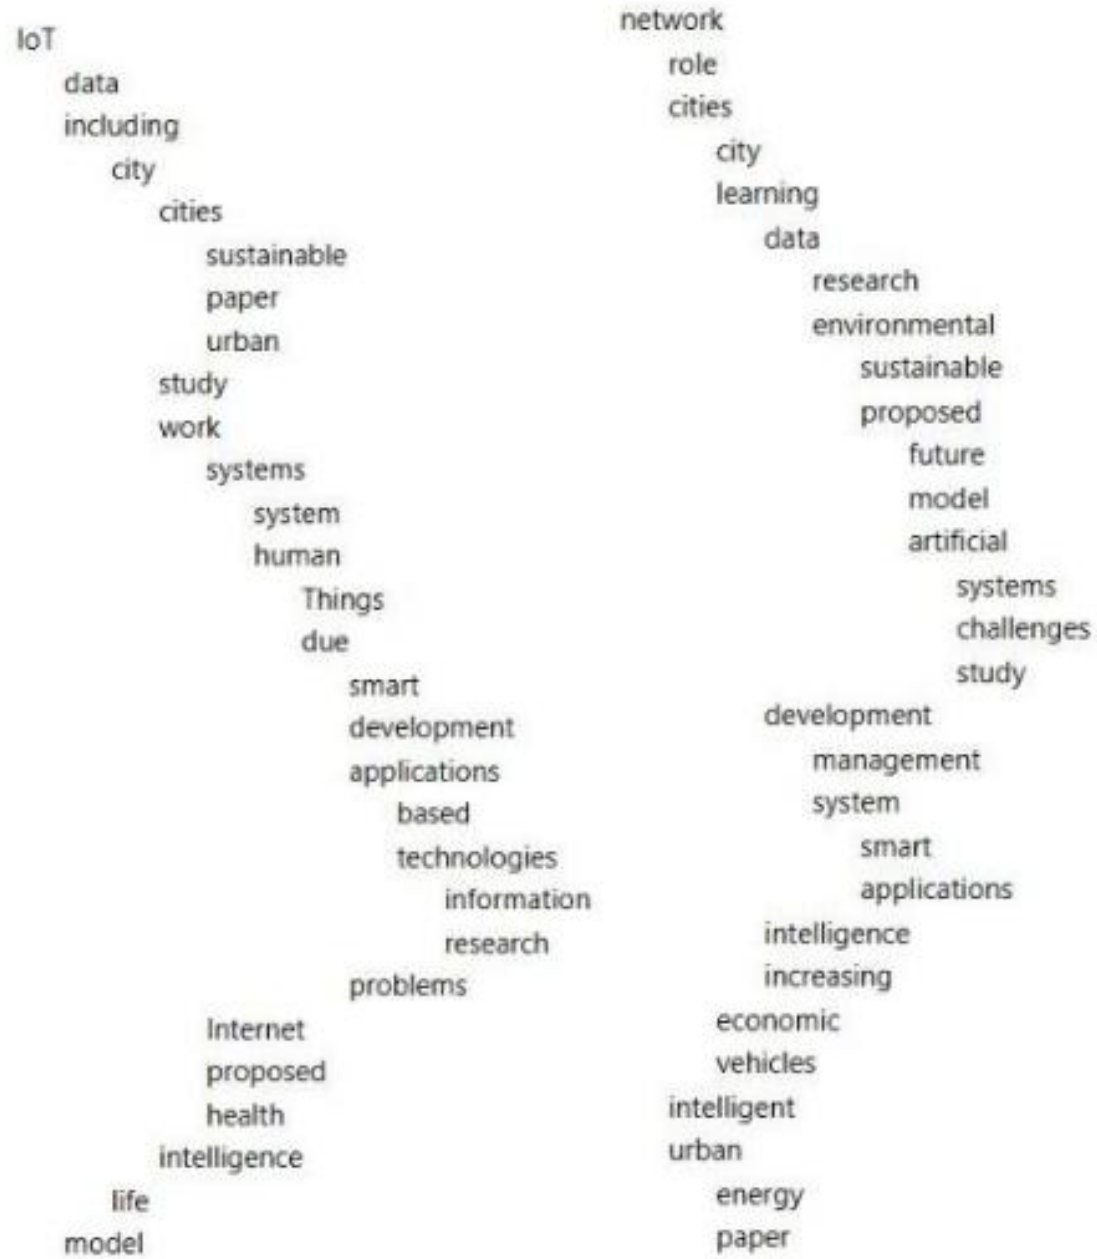 IoT
data
including
city
cities
sustainable
paper
urban
study
work
systems
system
human
Things
due
smart
development
applications
based
technologies
information
research
problems
Internet
proposed
health
intelligence
life
model
network
role
cities
city
learning
data
research
environmental
sustainable
proposed
future
model
artificial
systems
challenges
study
development
management
system
smart
applications
intelligence
increasing
economic
vehicles
intelligent
urban
energy
paper